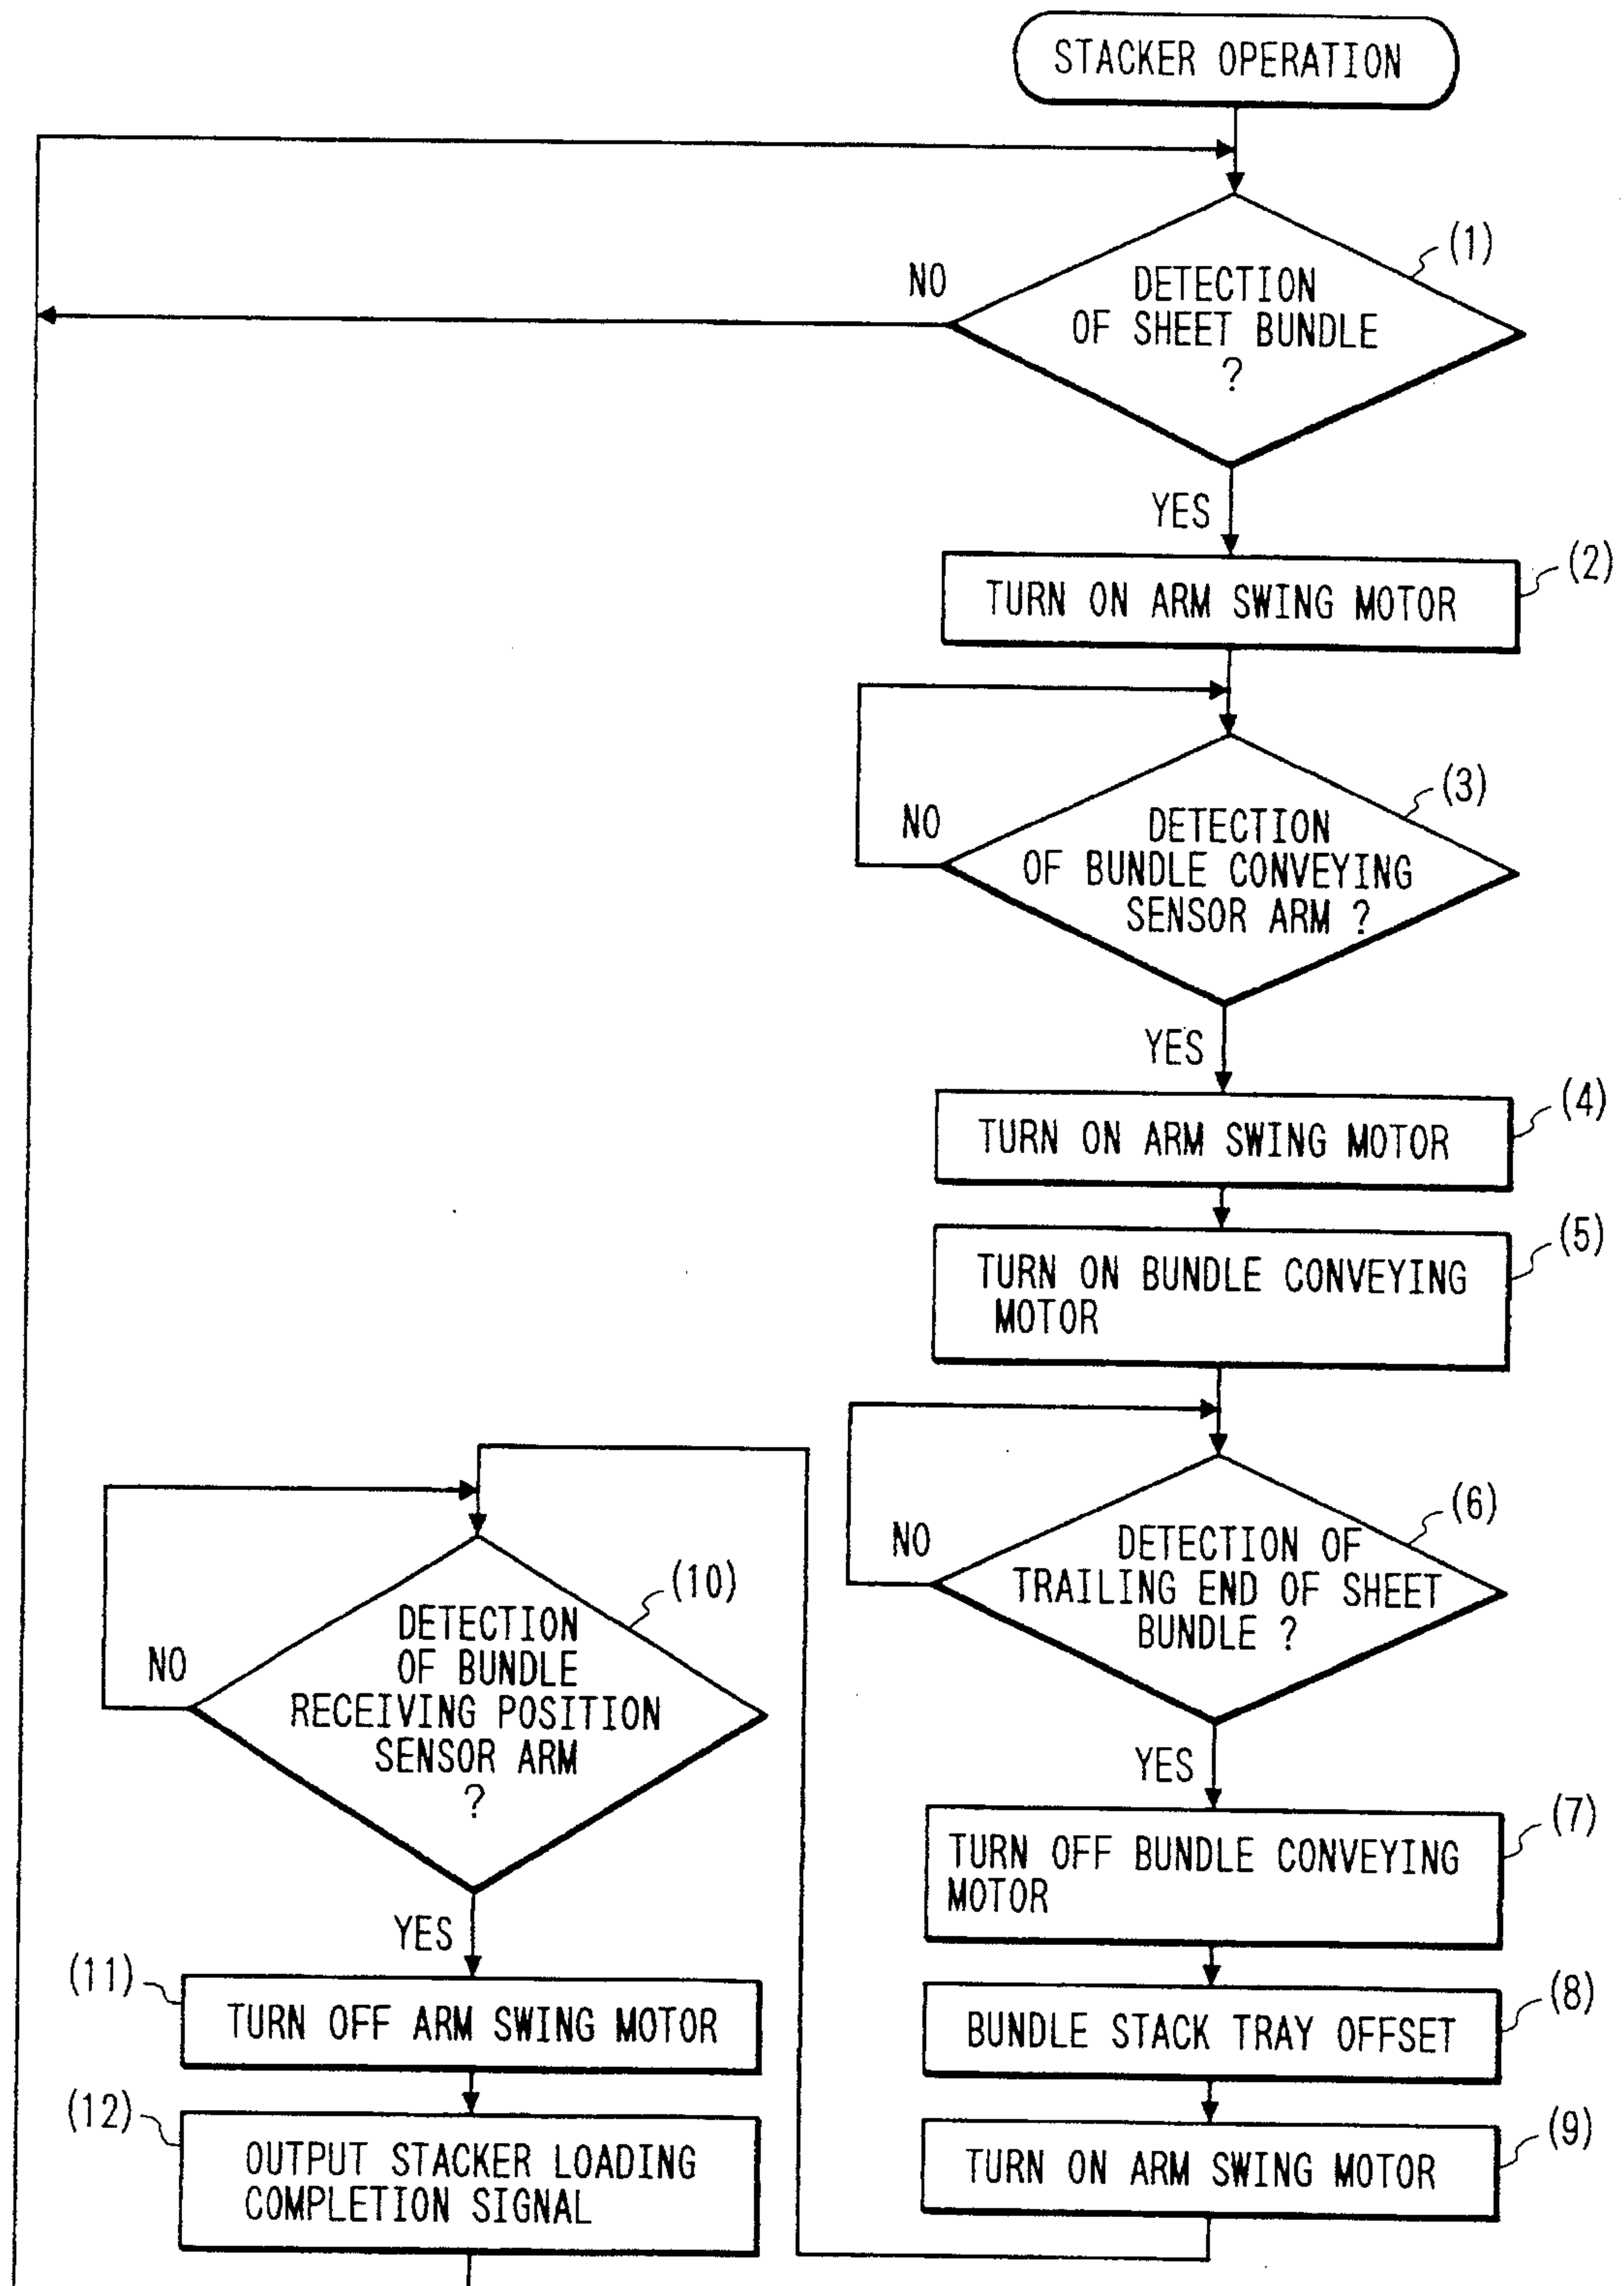 STACKER OPERATION
(1)
NO
DETECTION
OF SHEET BUNDLE
?
YES
(2)
TURN ON ARM SWING MOTOR
(3)
NO
DETECTION
OF BUNDLE CONVEYING
SENSOR ARM ?
YES
(4)
TURN ON ARM SWING MOTOR
(5)
TURN ON BUNDLE CONVEYING
MOTOR
(6)
NO
DETECTION OF
TRAILING END OF SHEET
BUNDLE ?
YES
(7)
TURN OFF BUNDLE CONVEYING
MOTOR
(8)
BUNDLE STACK TRAY OFFSET
(9)
TURN ON ARM SWING MOTOR
(10)
NO
DETECTION
OF BUNDLE
RECEIVING POSITION
SENSOR ARM
?
YES
(11)
TURN OFF ARM SWING MOTOR
(12)
OUTPUT STACKER LOADING
COMPLETION SIGNAL